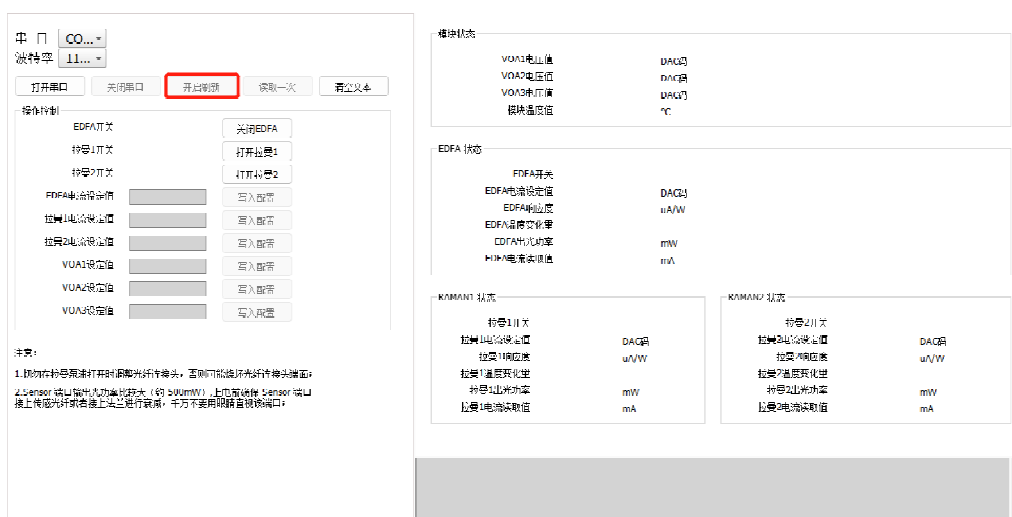 串 口 CO...
波特率 11...
打开串口 关闭串口 开启刷新 读取一次 清空文本
操作控制
EDFA开关 关闭EDFA
拉曼1开关 打开拉曼1
拉曼2开关 打开拉曼2
EDFA电流设定值 写入配置
拉曼1电流设定值 写入配置
拉曼2电流设定值 写入配置
VOA1设定值 写入配置
VOA2设定值 写入配置
VOA3设定值 写入配置
注意：
1.切勿在拉曼泵浦打开时调整光纤连接头，否则可能烧坏光纤连接头端面；
2.Sensor 端口输出光功率比较大（约 500mW）,上电前确保 Sensor 端口
接上传感光纤或者接上法兰进行衰减，千万不要用眼睛直视该端口；
模块状态
VOA1电压值 DAC码
VOA2电压值 DAC码
VOA3电压值 DAC码
模块温度值 ℃
EDFA 状态
EDFA开关
EDFA电流设定值 DAC码
EDFA响应度 uA/W
EDFA温度变化量
EDFA出光功率 mW
EDFA电流读取值 mA
RAMAN1 状态
拉曼1开关
拉曼1电流设定值 DAC码
拉曼1响应度 uA/W
拉曼1温度变化量
拉曼1出光功率 mW
拉曼1电流读取值 mA
RAMAN2 状态
拉曼2开关
拉曼2电流设定值 DAC码
拉曼2响应度 uA/W
拉曼2温度变化量
拉曼2出光功率 mW
拉曼2电流读取值 mA